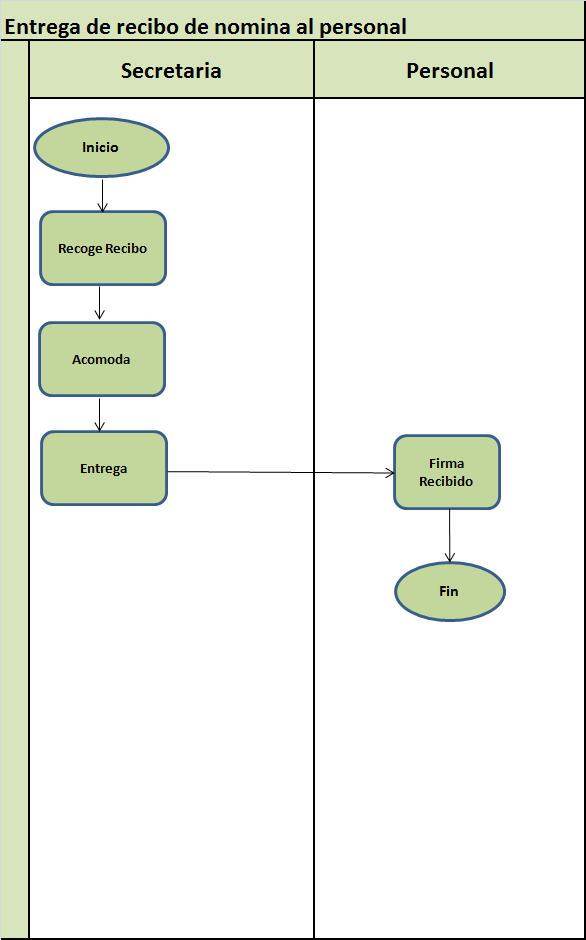 Entrega de recibo de nomina al personal
Secretaria
Personal
Inicio
Recoge Recibo
Acomoda
Entrega
Firma
Recibido
Fin